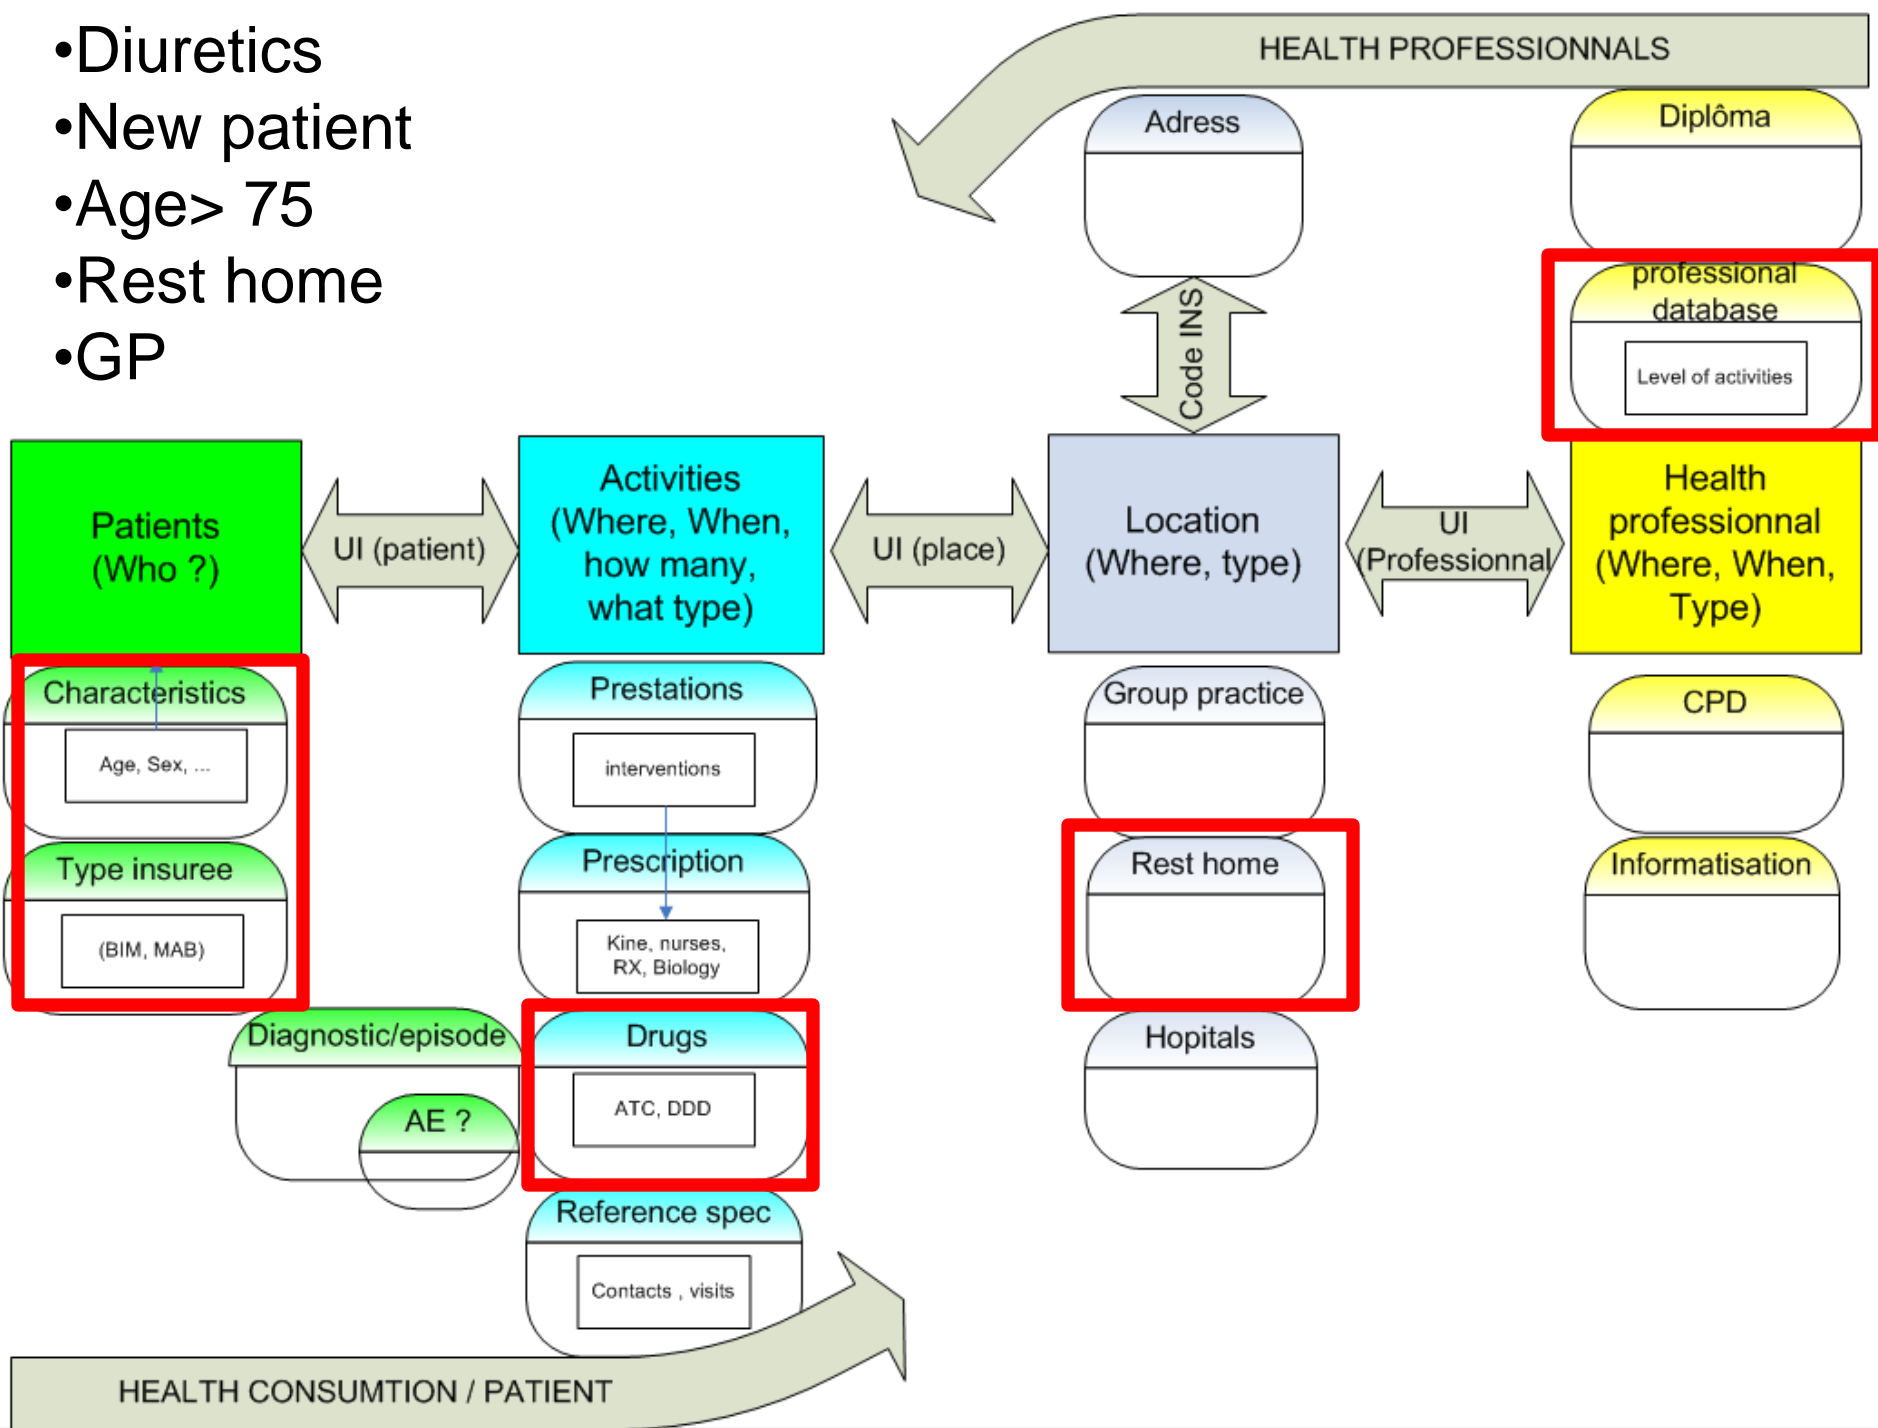 •Diuretics
•New patient
•Age> 75
•Rest home
•GP
HEALTH PROFESSIONNALS
Adress
Diplôma
professional
database
Level of activities
Code INS
Patients
(Who ?)
UI (patient)
Activities
(Where, When,
how many,
what type)
UI (place)
Location
(Where, type)
UI
(Professionnal
Health
professionnal
(Where, When,
Type)
Characteristics
Age, Sex, ...
Type insuree
(BIM, MAB)
Diagnostic/episode
AE ?
Prestations
interventions
Prescription
Kine, nurses,
RX, Biology
Drugs
ATC, DDD
Reference spec
Contacts , visits
Group practice
Rest home
Hopitals
CPD
Informatisation
HEALTH CONSUMTION / PATIENT